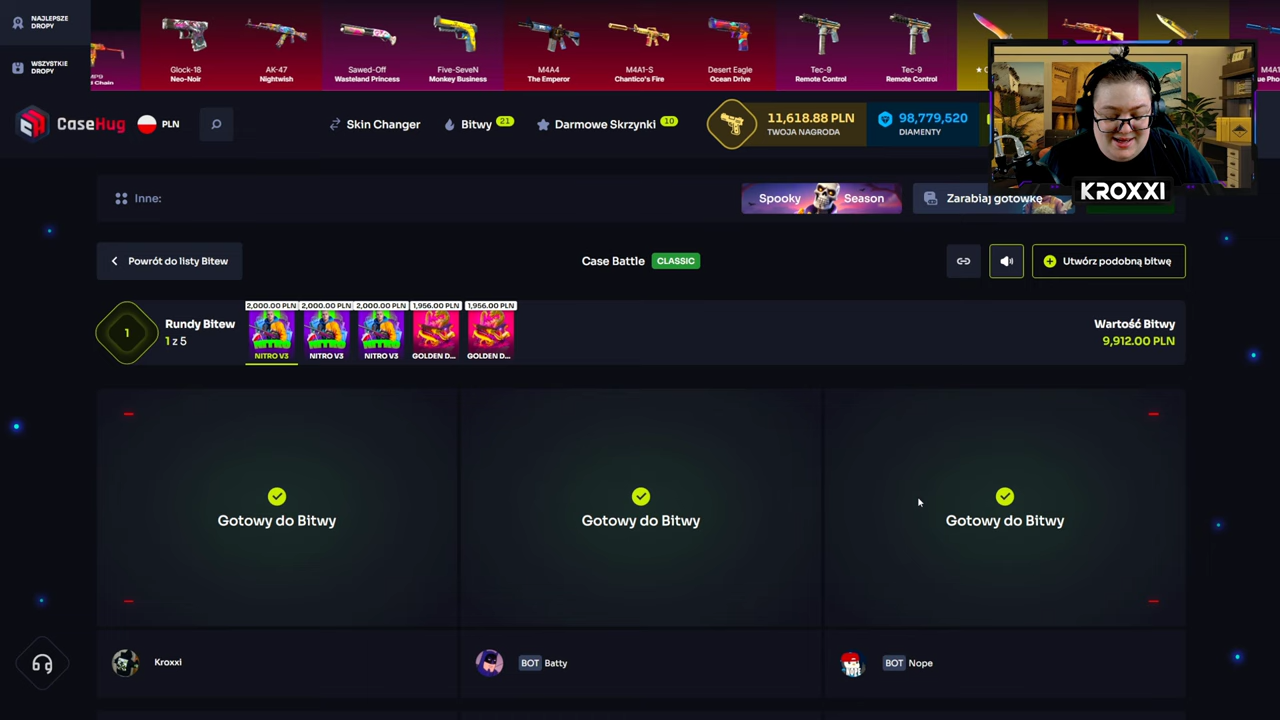 NAJLEPSZE
DROPY
WSZYSTKIE
DROPY
Chain
Glock-18
Neo-Noir
AK-47
Nightwish
Sawed-Off
Wasteland Princess
Five-SeveN
Monkey Business
M4A4
The Emperor
M4A1-S
Chantico's Fire
Desert Eagle
Ocean Drive
Tec-9
Remote Control
Tec-9
Remote Control
CaseHug
PLN
Skin Changer
Bitwy 21
Darmowe Skrzynki 10
11,618.88 PLN
TWOJA NAGRODA
98,779,520
DIAMENTY
KROXXI
Inne:
Spooky Season
Zarabiaj gotówkę
Powrót do listy Bitew
Case Battle CLASSIC
Utwórz podobną bitwę
1
Rundy Bitew
1 z 5
2,000.00 PLN
NITRO V3
2,000.00 PLN
NITRO V3
2,000.00 PLN
NITRO V3
1,956.00 PLN
GOLDEN D...
1,956.00 PLN
GOLDEN D...
Wartość Bitwy
9,912.00 PLN
Gotowy do Bitwy
Gotowy do Bitwy
Gotowy do Bitwy
Kroxxi
BOT Batty
BOT Nope